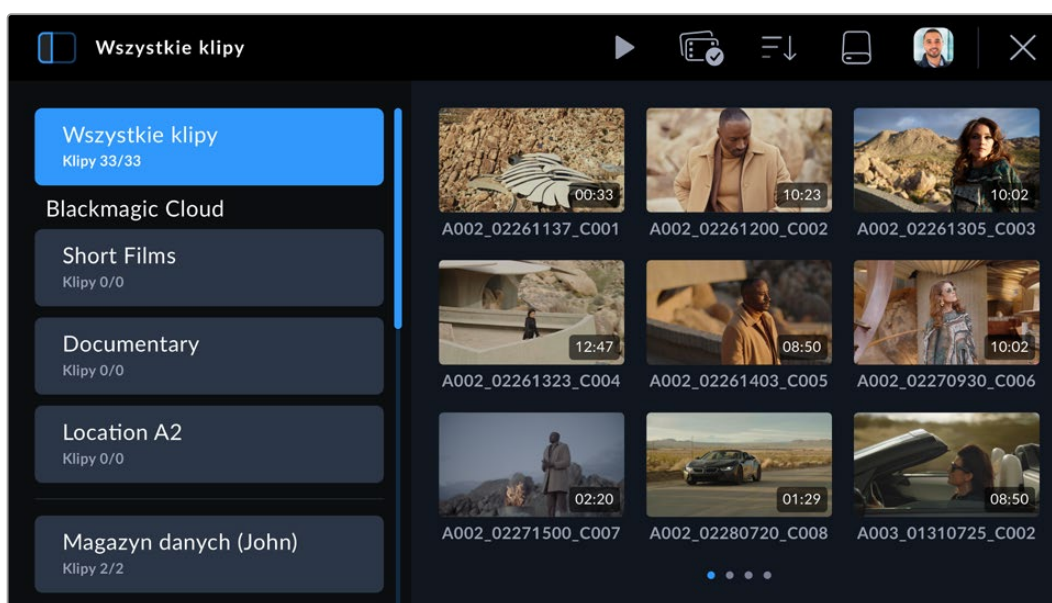 Wszystkie klipy
Wszystkie klipy
Klipy 33/33
Blackmagic Cloud
Short Films
Klipy 0/0
Documentary
Klipy 0/0
Location A2
Klipy 0/0
Magazyn danych (John)
Klipy 2/2
00:33
10:23
10:02
A002_02261137_C001
A002_02261200_C002
A002_02261305_C003
12:47
08:50
10:02
A002_02261323_C004
A002_02261403_C005
A002_02270930_C006
02:20
01:29
08:50
A002_02271500_C007
A002_02280720_C008
A003_01310725_C002